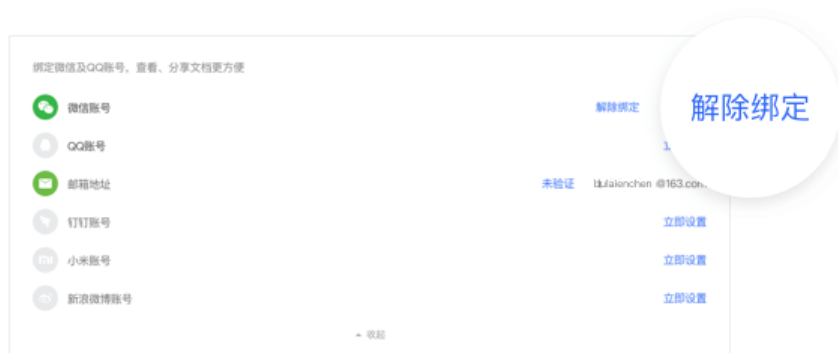 绑定微信及QQ账号，查看、分享文档更方便
微信账号 解除绑定
解除绑定
QQ账号 立
邮箱地址 未验证 @163.com
钉钉账号 立即设置
小米账号 立即设置
新浪微博账号 立即设置
收起